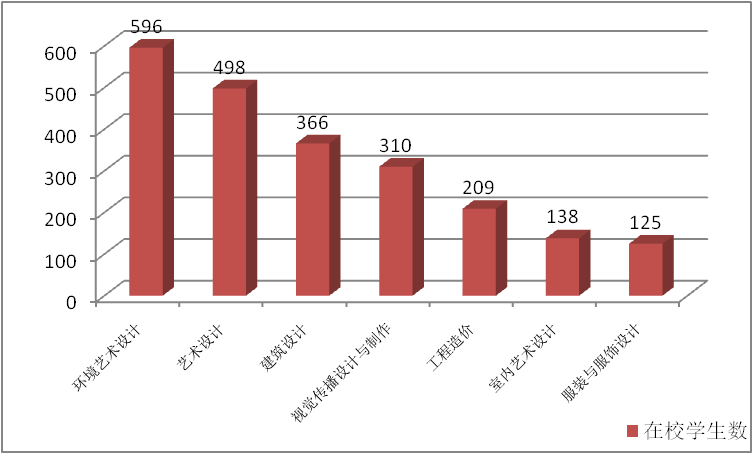 596
498
366
310
209
138
125
600
500
400
300
200
100
0
环境艺术设计
艺术设计
建筑设计
视觉传播设计与制作
工程造价
室内艺术设计
服装与服饰设计
在校学生数